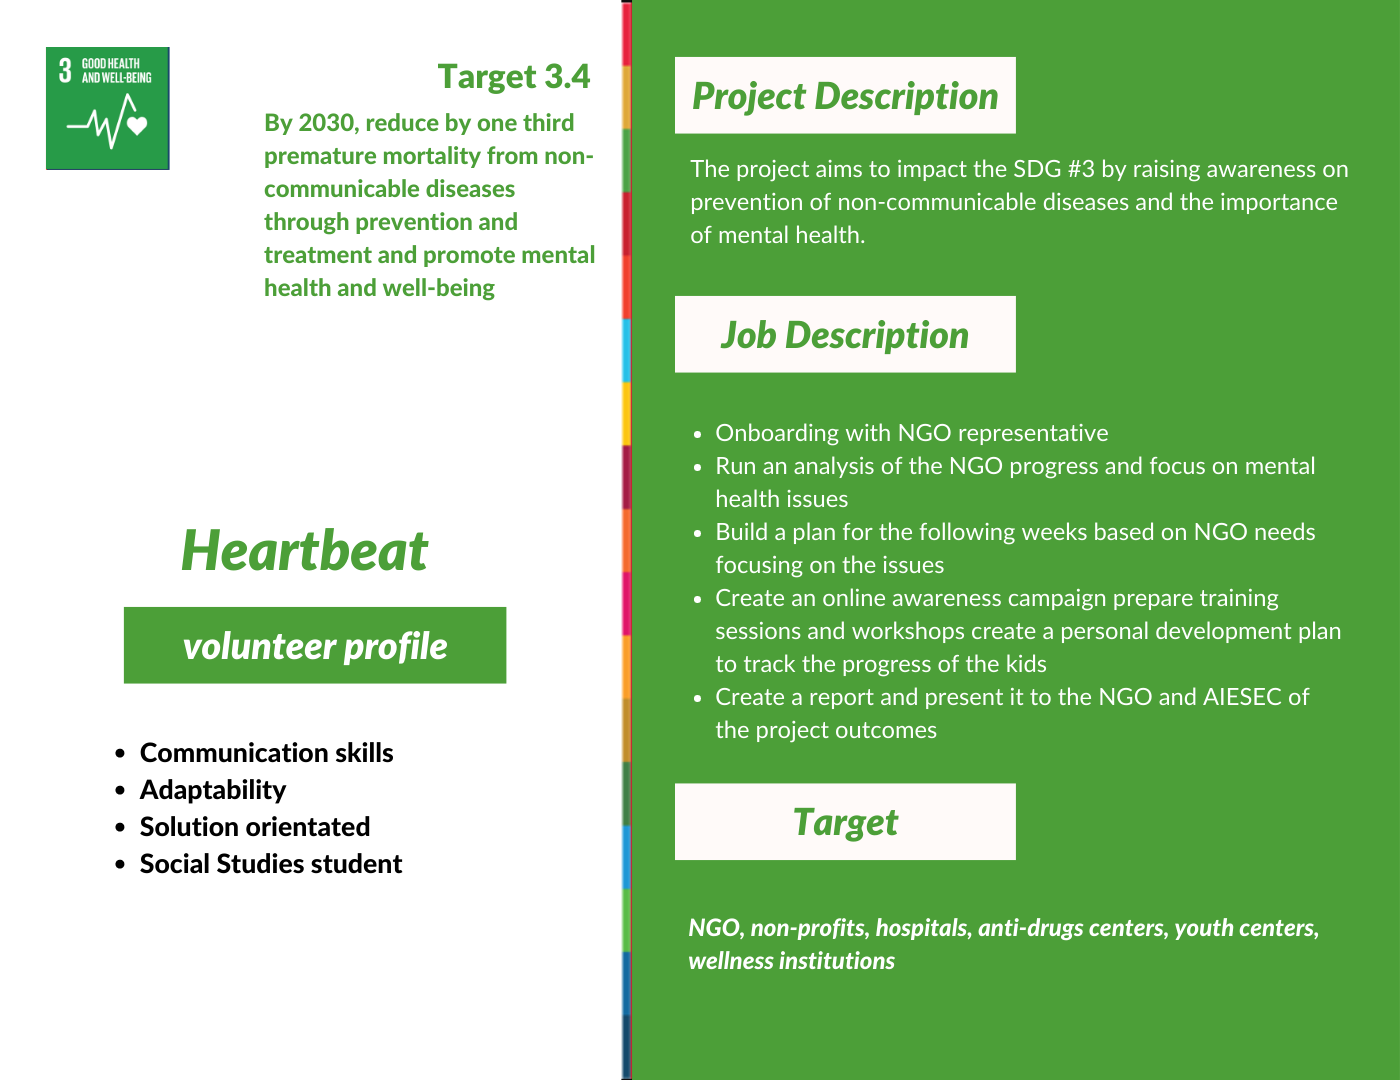 3 GOOD HEALTH
AND WELL-BEING
Target 3.4
By 2030, reduce by one third
premature mortality from non-
communicable diseases
through prevention and
treatment and promote mental
health and well-being
Heartbeat
volunteer profile
• Communication skills
• Adaptability
• Solution orientated
• Social Studies student
Project Description
The project aims to impact the SDG #3 by raising awareness on
prevention of non-communicable diseases and the importance
of mental health.
Job Description
• Onboarding with NGO representative
• Run an analysis of the NGO progress and focus on mental
health issues
• Build a plan for the following weeks based on NGO needs
focusing on the issues
• Create an online awareness campaign prepare training
sessions and workshops create a personal development plan
to track the progress of the kids
• Create a report and present it to the NGO and AIESEC of
the project outcomes
Target
NGO, non-profits, hospitals, anti-drugs centers, youth centers,
wellness institutions